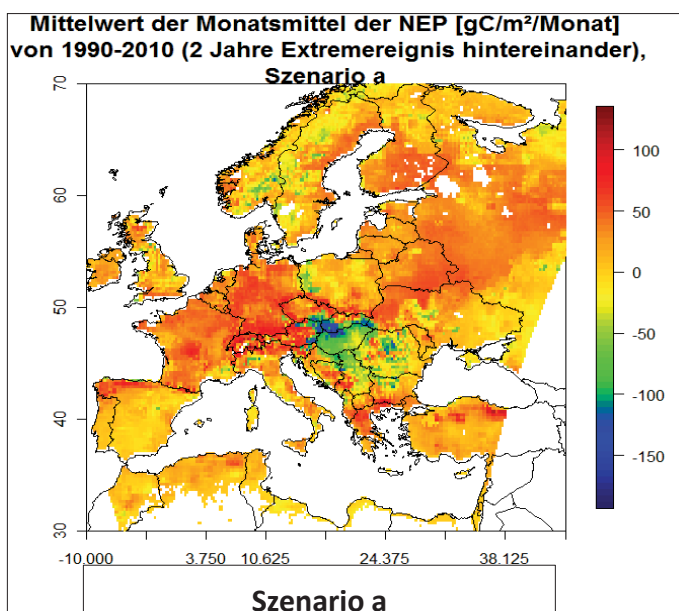 Mittelwert der Monatsmittel der NEP [gC/m²/Monat]
von 1990-2010 (2 Jahre Extremereignis hintereinander),
Szenario a
70
60
50
40
30
100
50
0
-50
-100
-150
-10.000 3.750 10.625 24.375 38.125
Szenario a